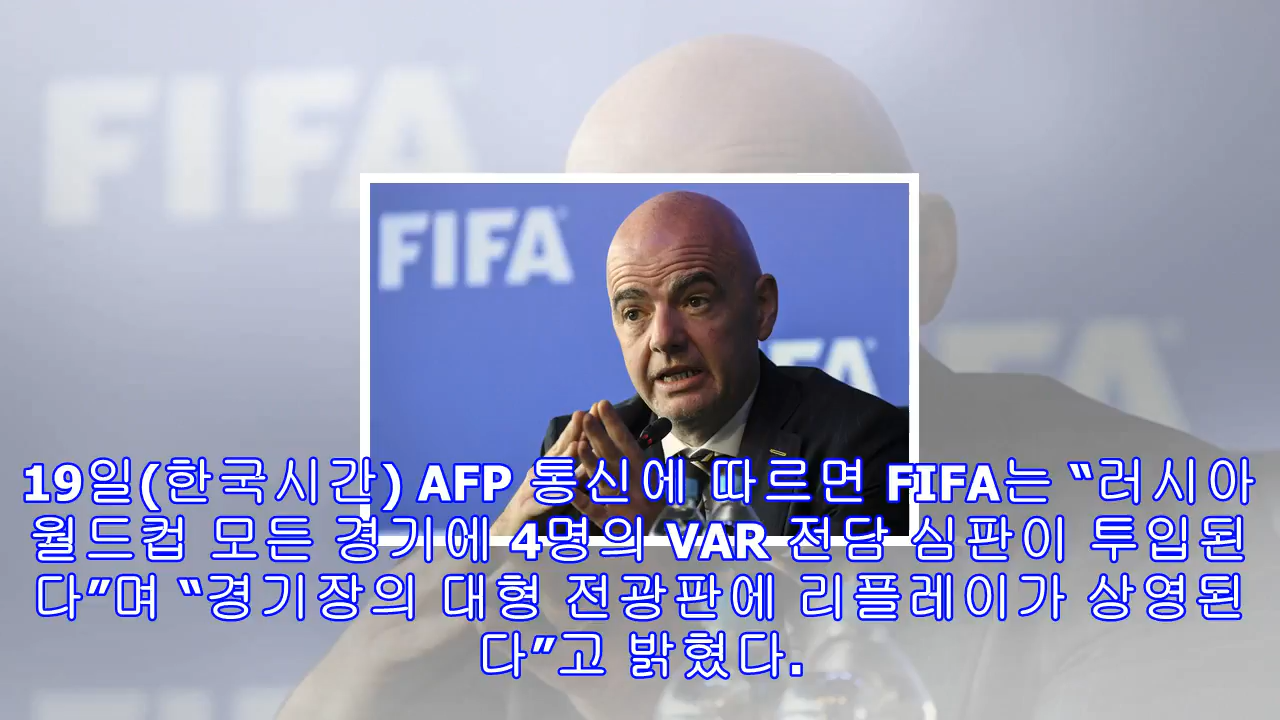 FIFA
FIFA
FA
FA
19일(한국시간) AFP 통신에 따르면 FIFA는 “러시아
월드컵 모든 경기에 4명의 VAR 전담 심판이 투입된
다”며 “경기장의 대형 전광판에 리플레이가 상영된
다”고 밝혔다.